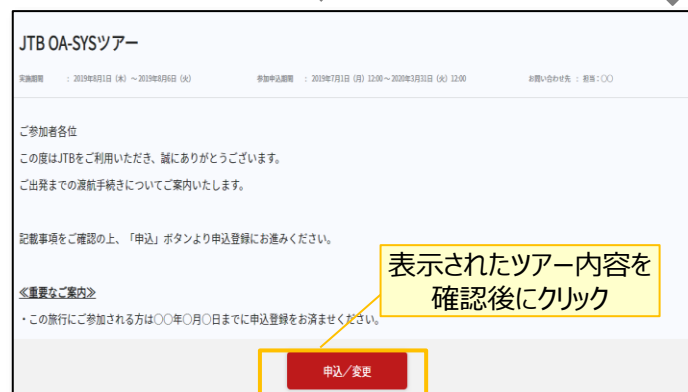 JTB OA-SYSツアー
実施期間 : 2019年8月1日 (木) ～2019年8月6日 (火) 参加申込期間 : 2019年7月1日 (月) 12:00～2020年3月31日 (火) 12:00 お問い合わせ先 : 担当：○○
ご参加者各位
この度はJTBをご利用いただき、誠にありがとうございます。
ご出発までの渡航手続きについてご案内いたします。
記載事項をご確認の上、「申込」ボタンより申込登録にお進みください。
表示されたツアー内容を
確認後にクリック
≪重要なご案内≫
・この旅行にご参加される方は○○年○月○日までに申込登録をお済ませください。
申込／変更